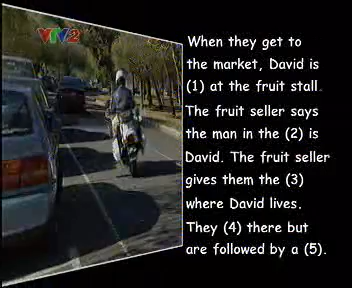 VTV2
When they get to
the market, David is
(1) at the fruit stall.
The fruit seller says
the man in the (2) is
David. The fruit seller
gives them the (3)
where David lives.
They (4) there but
are followed by a (5).